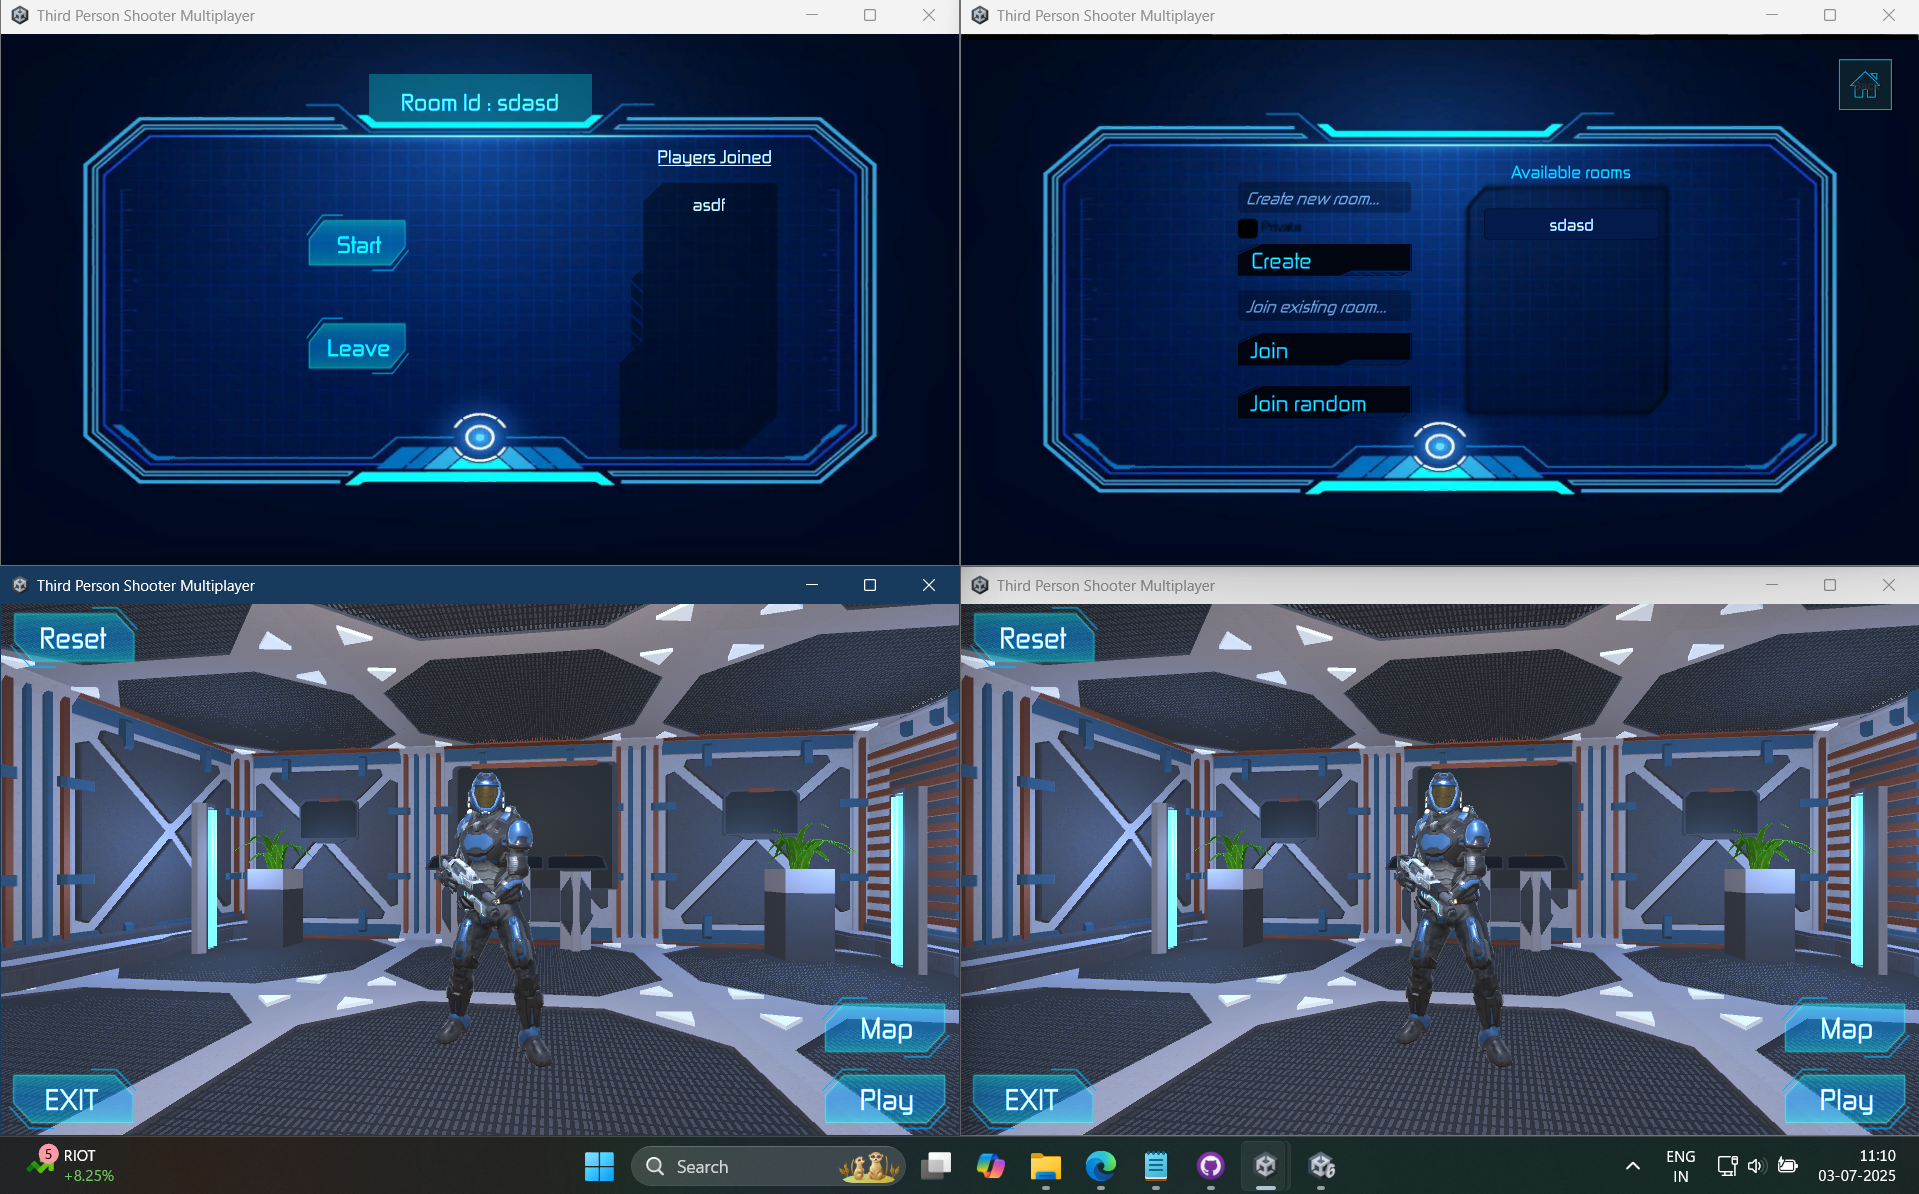 Third Person Shooter Multiplayer
Room Id : sdasd
Players Joined
asdf
Start
Leave
Third Person Shooter Multiplayer
Available rooms
sdasd
Create new room...
Private
Create
Join existing room...
Join
Join random
Third Person Shooter Multiplayer
Reset
Map
EXIT
Play
Third Person Shooter Multiplayer
Reset
Map
EXIT
Play
5
RIOT
+8.25%
Search
ENG
IN
11:10
03-07-2025